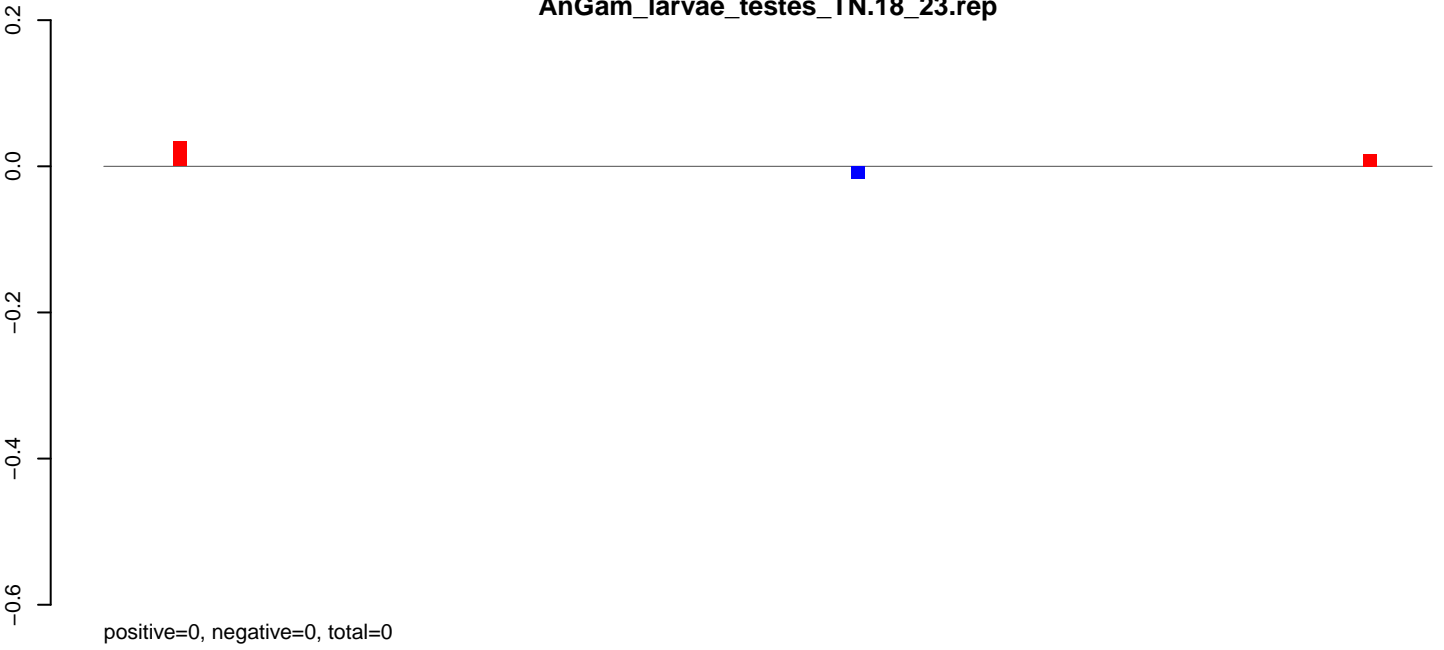 AnGam_larvae_testes_TN.18_23.rep
0.2
0.0
−0.2
−0.4
−0.6
positive=0, negative=0, total=0